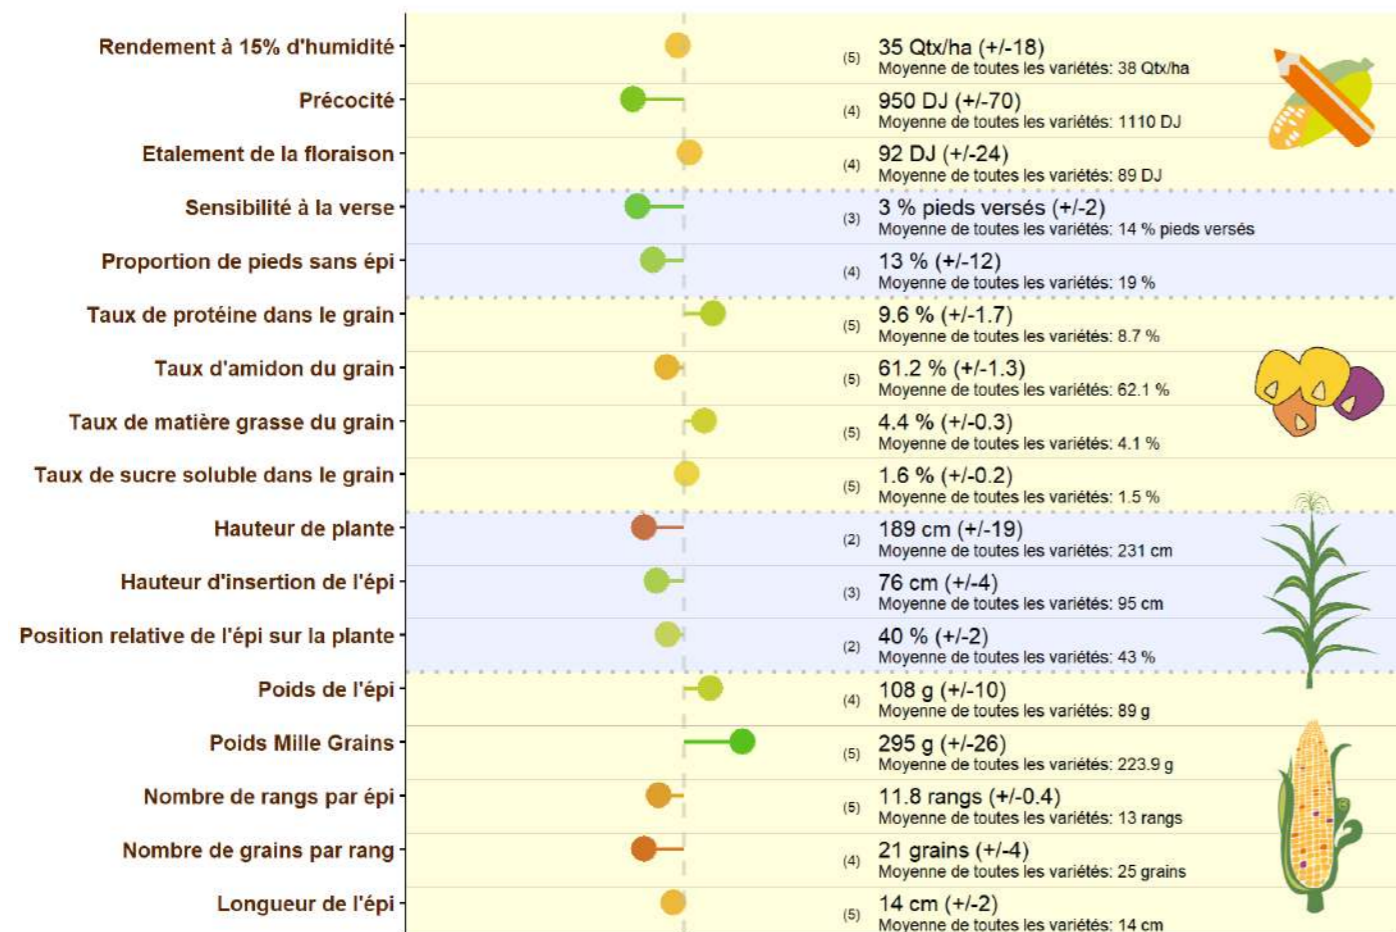 Rendement à 15% d'humidité
(5)
35 Qtx/ha (+/-18)
Moyenne de toutes les variétés: 38 Qtx/ha
Précocité
(4)
950 DJ (+/-70)
Moyenne de toutes les variétés: 1110 DJ
Etalement de la floraison
(4)
92 DJ (+/-24)
Moyenne de toutes les variétés: 89 DJ
Sensibilité à la verse
(3)
3 % pieds versés (+/-2)
Moyenne de toutes les variétés: 14 % pieds versés
Proportion de pieds sans épi
(4)
13 % (+/-12)
Moyenne de toutes les variétés: 19 %
Taux de protéine dans le grain
(5)
9.6 % (+/-1.7)
Moyenne de toutes les variétés: 8.7 %
Taux d'amidon du grain
(5)
61.2 % (+/-1.3)
Moyenne de toutes les variétés: 62.1 %
Taux de matière grasse du grain
(5)
4.4 % (+/-0.3)
Moyenne de toutes les variétés: 4.1 %
Taux de sucre soluble dans le grain
(5)
1.6 % (+/-0.2)
Moyenne de toutes les variétés: 1.5 %
Hauteur de plante
(2)
189 cm (+/-19)
Moyenne de toutes les variétés: 231 cm
Hauteur d'insertion de l'épi
(3)
76 cm (+/-4)
Moyenne de toutes les variétés: 95 cm
Position relative de l'épi sur la plante
(2)
40 % (+/-2)
Moyenne de toutes les variétés: 43 %
Poids de l'épi
(4)
108 g (+/-10)
Moyenne de toutes les variétés: 89 g
Poids Mille Grains
(5)
295 g (+/-26)
Moyenne de toutes les variétés: 223.9 g
Nombre de rangs par épi
(5)
11.8 rangs (+/-0.4)
Moyenne de toutes les variétés: 13 rangs
Nombre de grains par rang
(4)
21 grains (+/-4)
Moyenne de toutes les variétés: 25 grains
Longueur de l'épi
(5)
14 cm (+/-2)
Moyenne de toutes les variétés: 14 cm